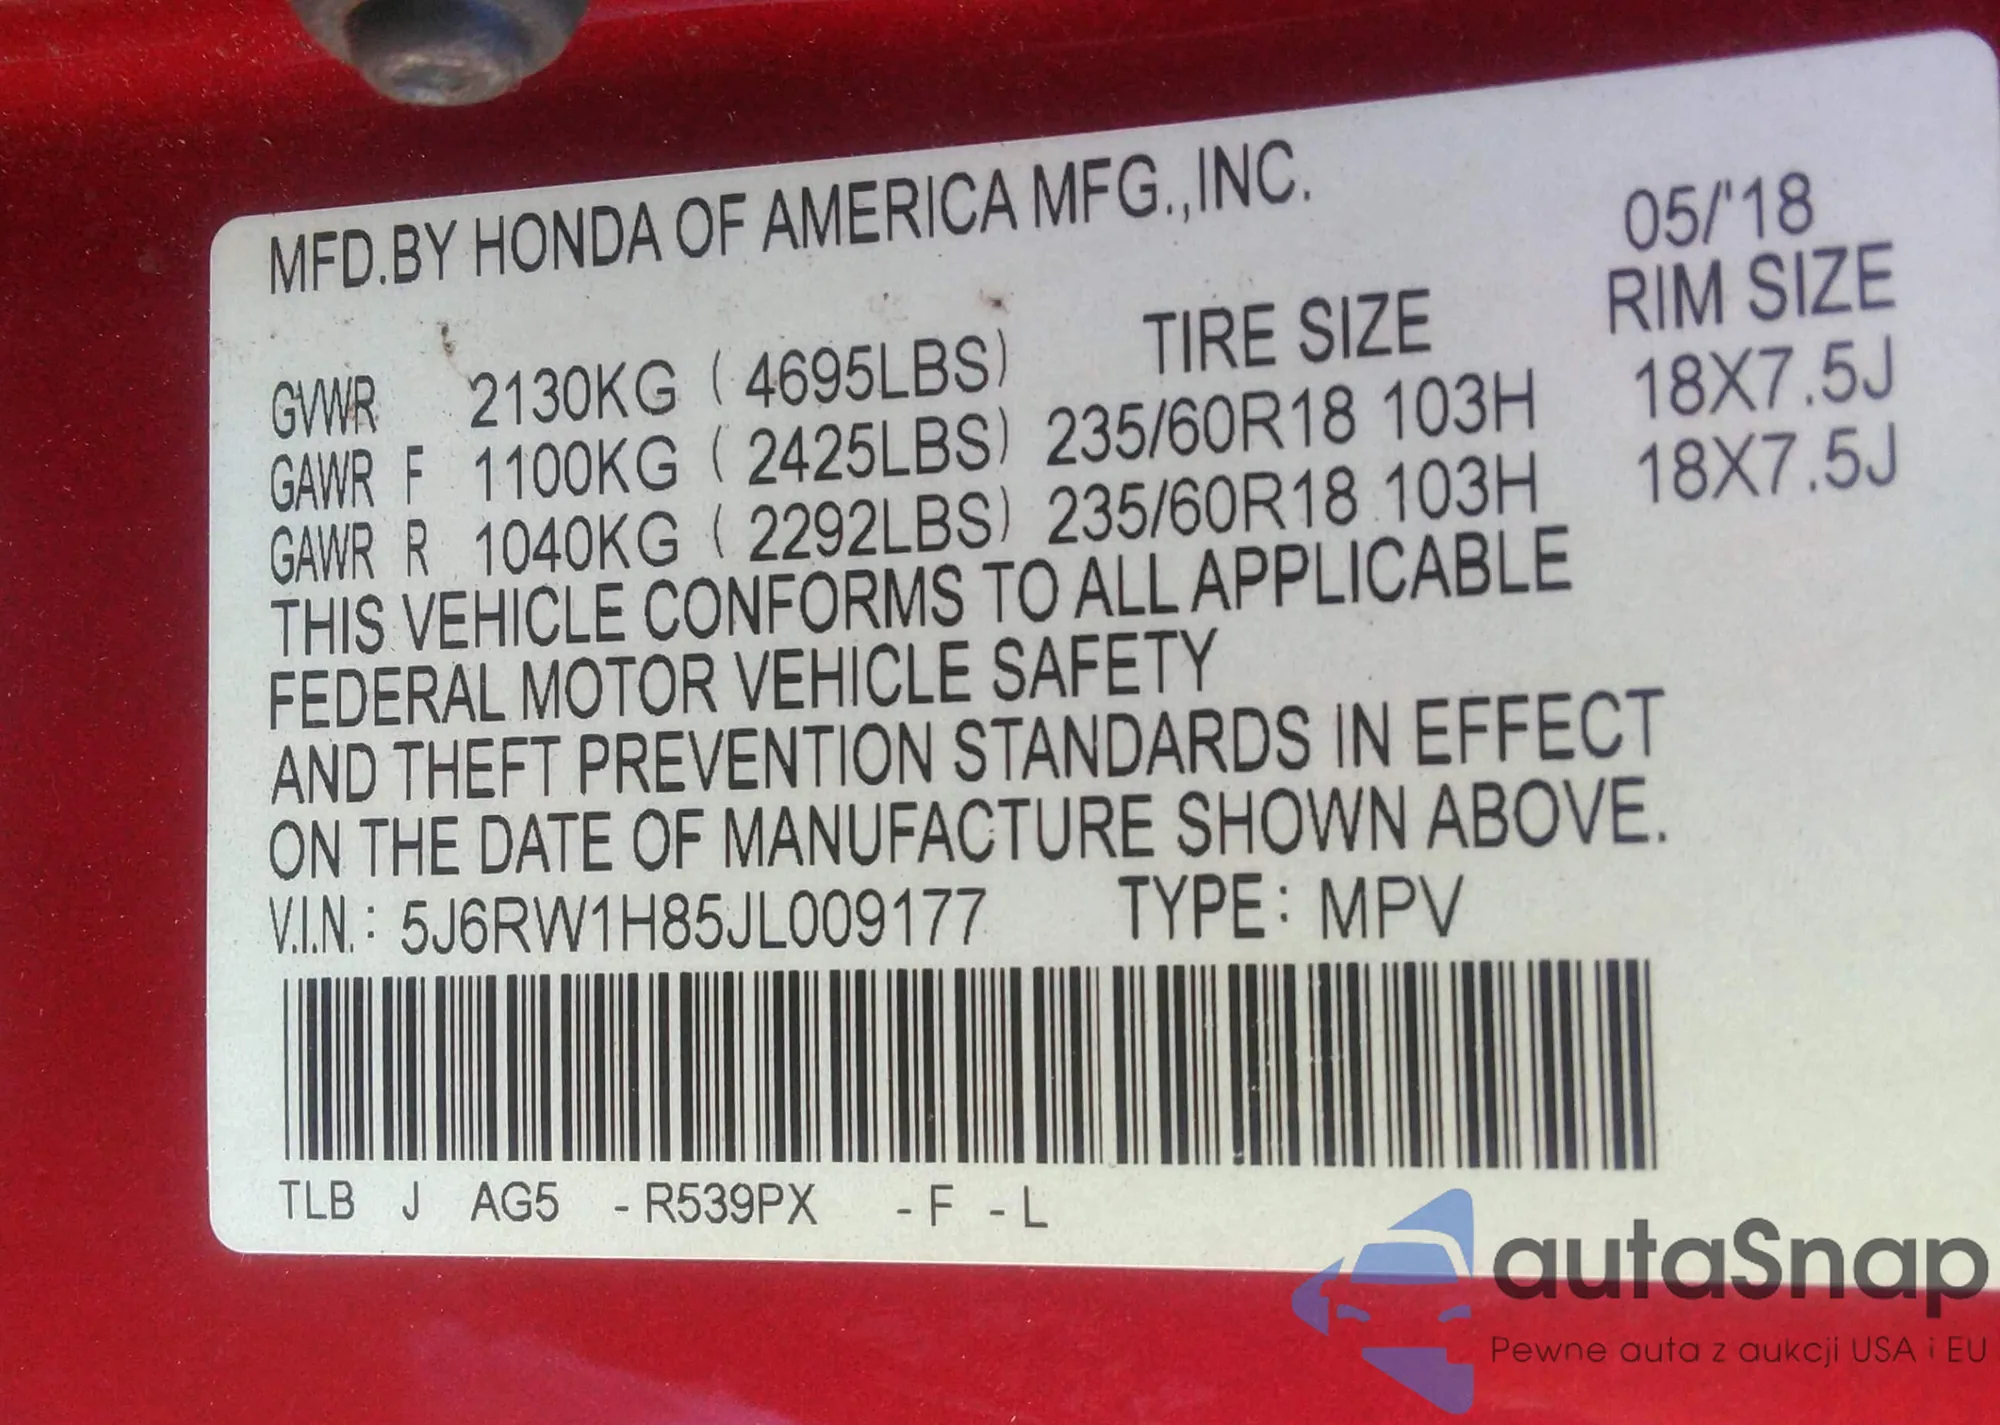 MFD.BY HONDA OF AMERICA MFG.,INC. 05/'18
TIRE SIZE RIM SIZE
GVWR 2130KG ( 4695LBS)
GAWR F 1100KG ( 2425LBS) 235/60R18 103H 18X7.5J
GAWR R 1040KG ( 2292LBS) 235/60R18 103H 18X7.5J
THIS VEHICLE CONFORMS TO ALL APPLICABLE
FEDERAL MOTOR VEHICLE SAFETY
AND THEFT PREVENTION STANDARDS IN EFFECT
ON THE DATE OF MANUFACTURE SHOWN ABOVE.
V.I.N.: 5J6RW1H85JL009177 TYPE: MPV
TLB J AG5 -R539PX -F -L
autaSnap
Pewne auta z aukcji USA i EU